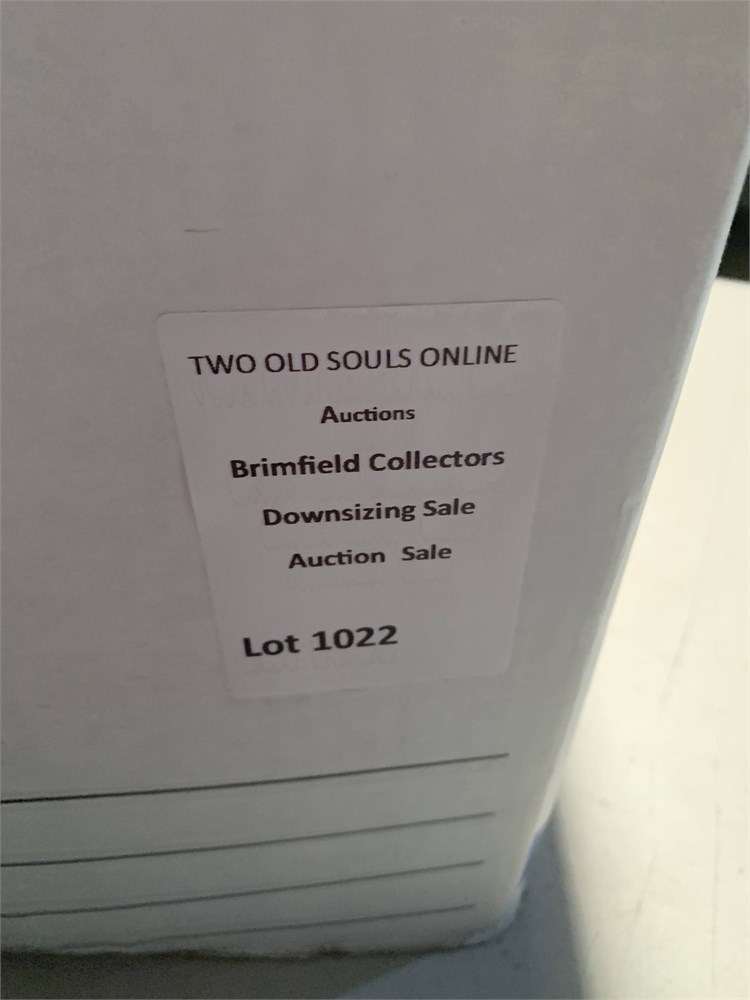 TWO OLD SOULS ONLINE
Auctions
Brimfield Collectors
Downsizing Sale
Auction Sale
Lot 1022